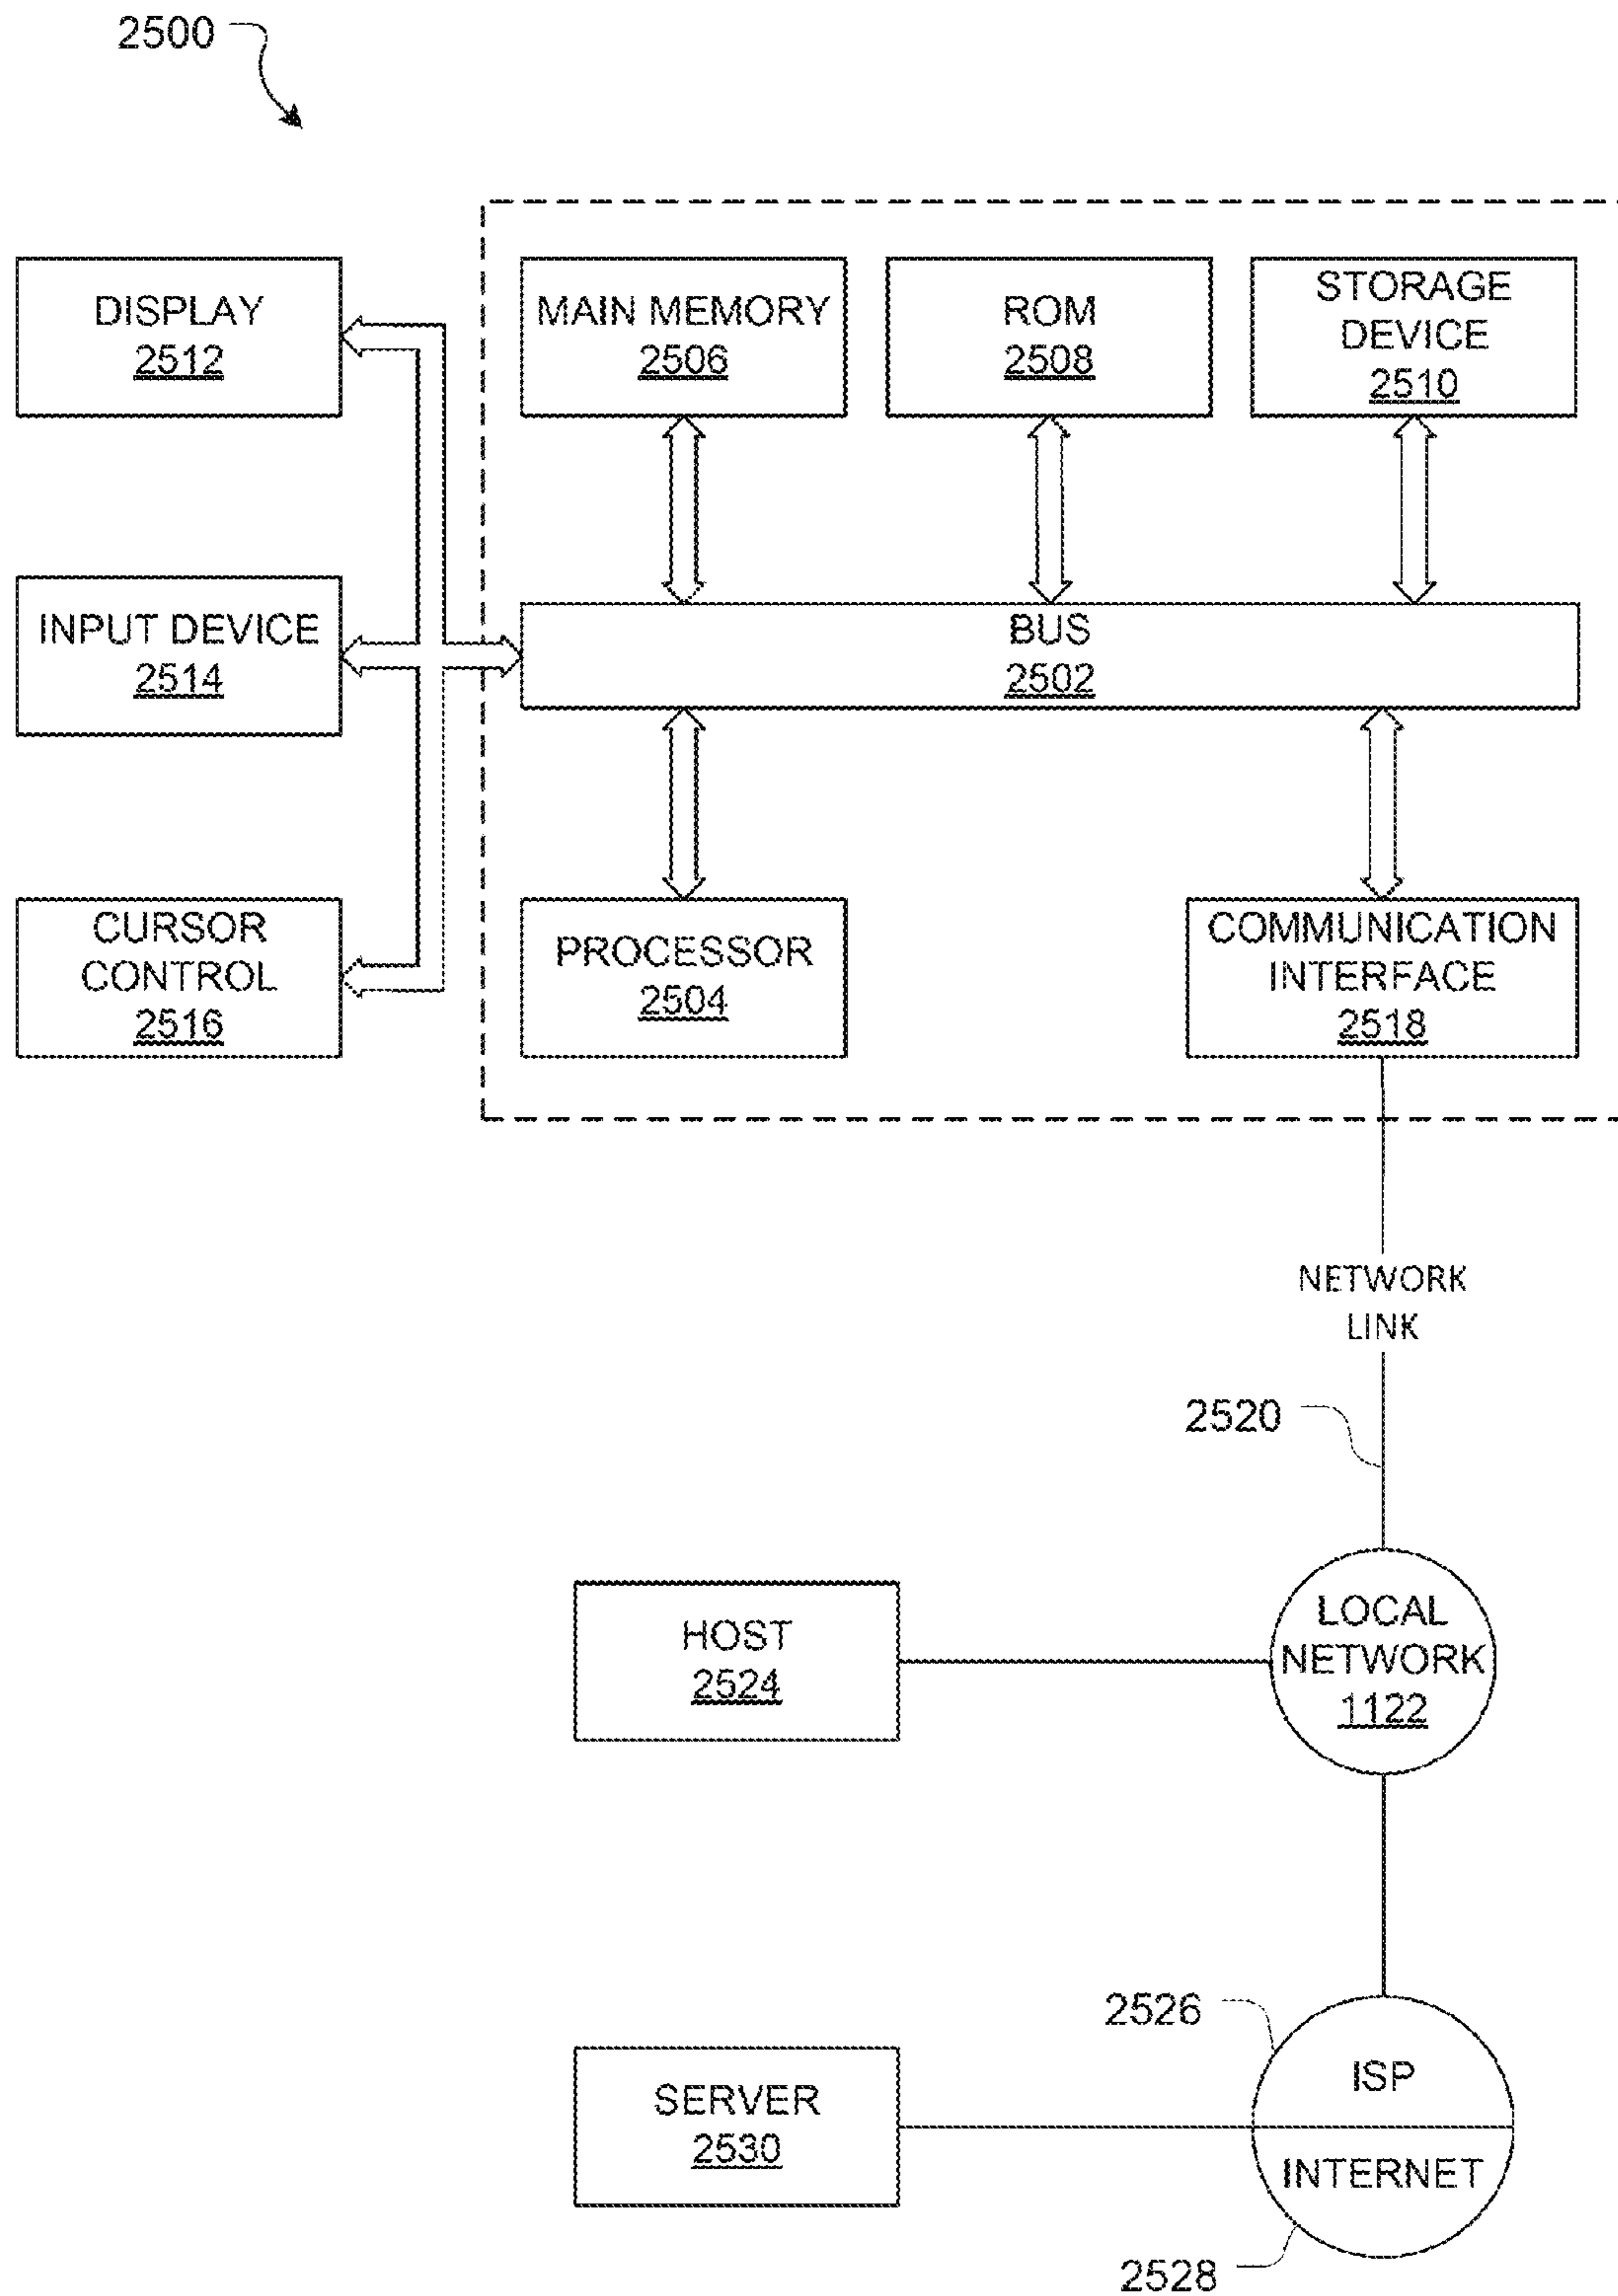 2500
DISPLAY
2512
MAIN MEMORY
2506
ROM
2508
STORAGE
DEVICE
2510
INPUT DEVICE
2514
BUS
2502
CURSOR
CONTROL
2516
PROCESSOR
2504
COMMUNICATION
INTERFACE
2518
NETWORK
LINK
2520
HOST
2524
LOCAL
NETWORK
1122
2526
ISP
SERVER
2530
INTERNET
2528